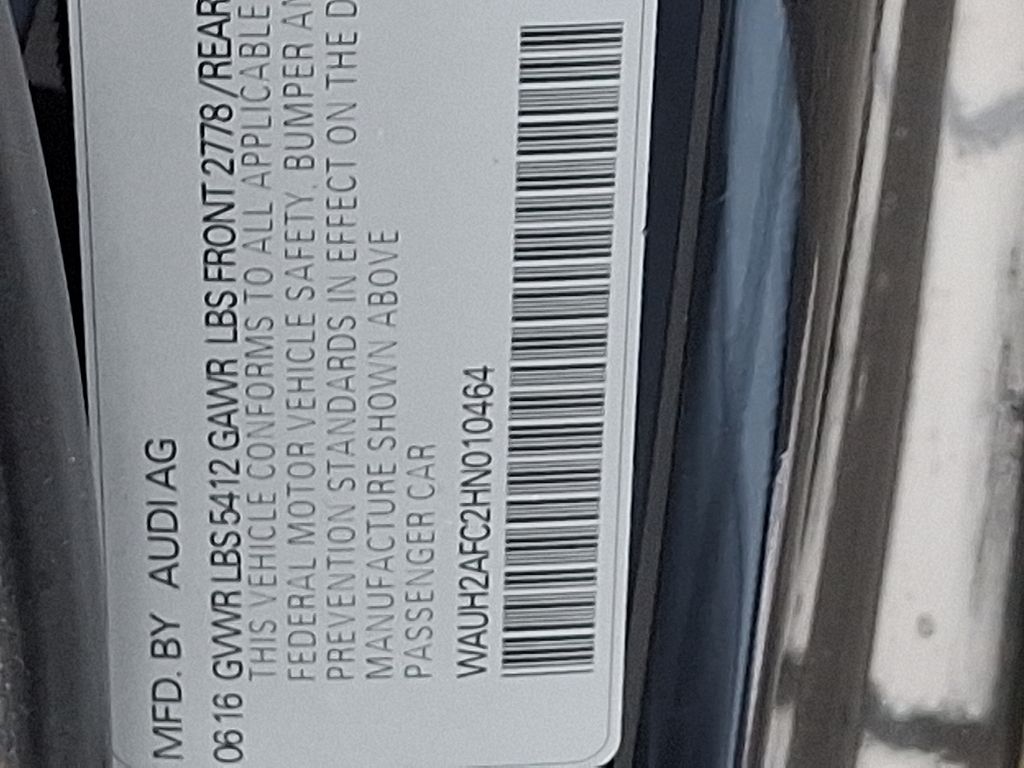 MFD. BY AUDI AG
0616 GVWR LBS 5412 GAWR LBS FRONT 2778 /REAR
THIS VEHICLE CONFORMS TO ALL APPLICABLE
FEDERAL MOTOR VEHICLE SAFETY, BUMPER
PREVENTION STANDARDS IN EFFECT ON THE
MANUFACTURE SHOWN ABOVE
PASSENGER CAR
WAUH2AFC2HN010464